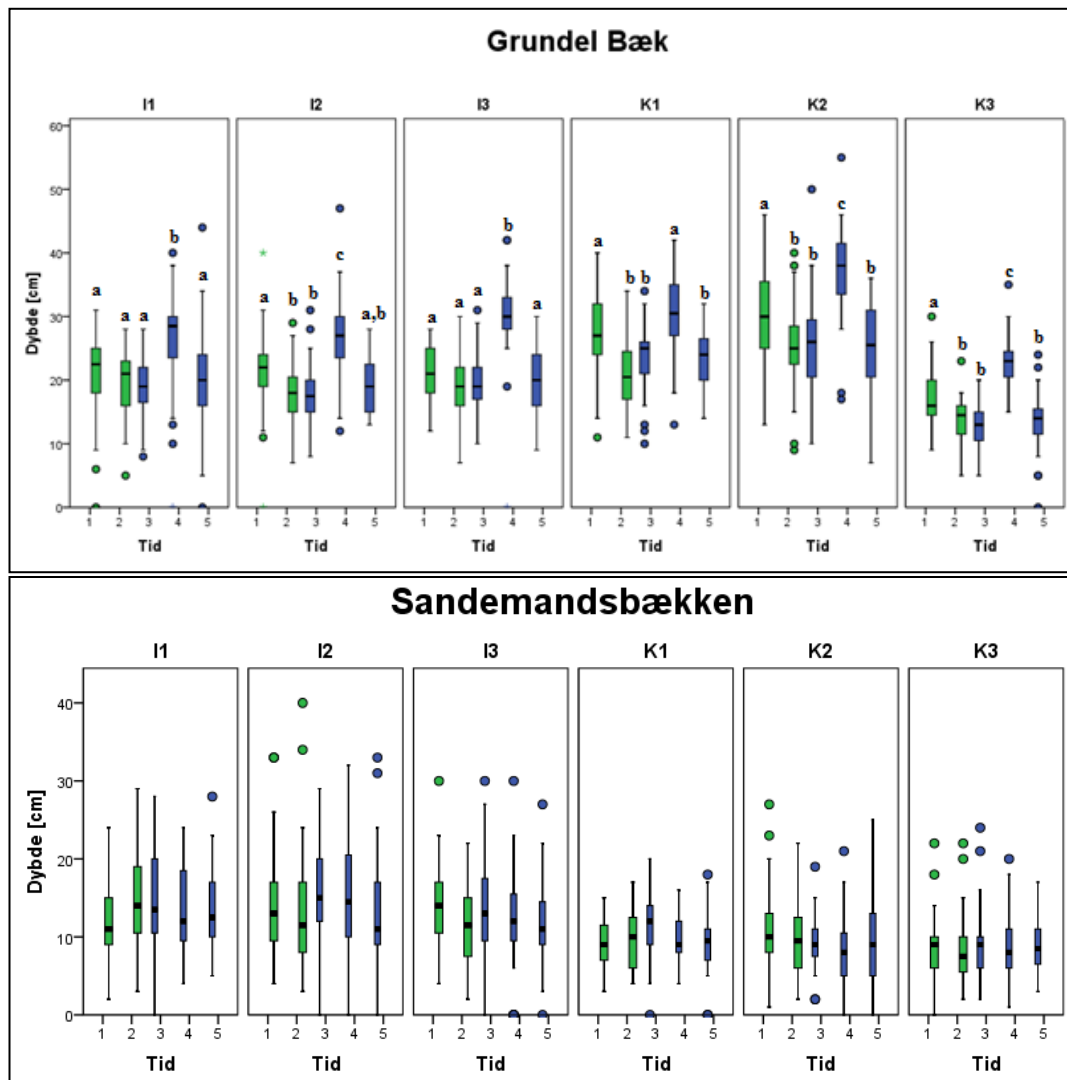 Grundel Bæk
I1 I2 I3 K1 K2 K3
Dybde [cm]
60
50
40
30
20
10
0
a a a b a
a b b c a,b
a a a b a
a b b a b
a b b c b
a b b c b
1 2 3 4 5 1 2 3 4 5 1 2 3 4 5 1 2 3 4 5 1 2 3 4 5 1 2 3 4 5
Tid Tid Tid Tid Tid Tid
Sandemandsbækken
I1 I2 I3 K1 K2 K3
Dybde [cm]
40
30
20
10
0
1 2 3 4 5 1 2 3 4 5 1 2 3 4 5 1 2 3 4 5 1 2 3 4 5 1 2 3 4 5
Tid Tid Tid Tid Tid Tid